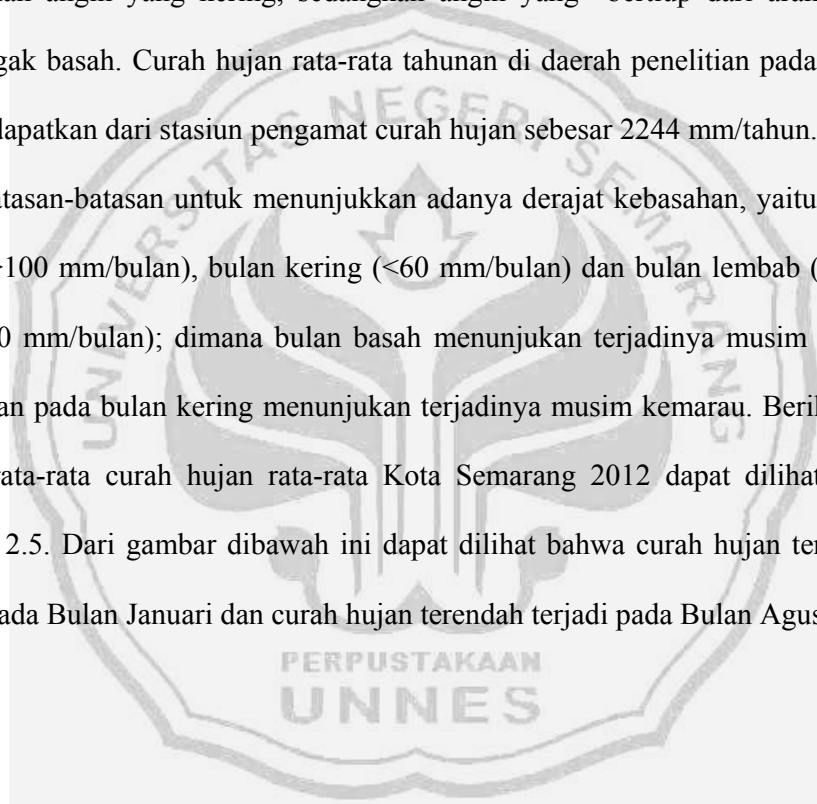 angin yang kering, sedangkan angin yang bertiup dari
basah. Curah hujan rata-rata tahunan di daerah penelitian pada
dapatkan dari stasiun pengamat curah hujan sebesar 2244 mm/tahun.
atasan-batasan untuk menunjukkan adanya derajat kebasahan, yaitu
100 mm/bulan), bulan kering (<60 mm/bulan) dan bulan lembab (
0 mm/bulan); dimana bulan basah menunjukan terjadinya musim
an pada bulan kering menunjukan terjadinya musim kemarau. Beri
ata-rata curah hujan rata-rata Kota Semarang 2012 dapat dilihat
2.5. Dari gambar dibawah ini dapat dilihat bahwa curah hujan ter
ada Bulan Januari dan curah hujan terendah terjadi pada Bulan Agus
UNIVERSITAS NEGERI SEMARANG
PERPUSTAKAAN
UNNES